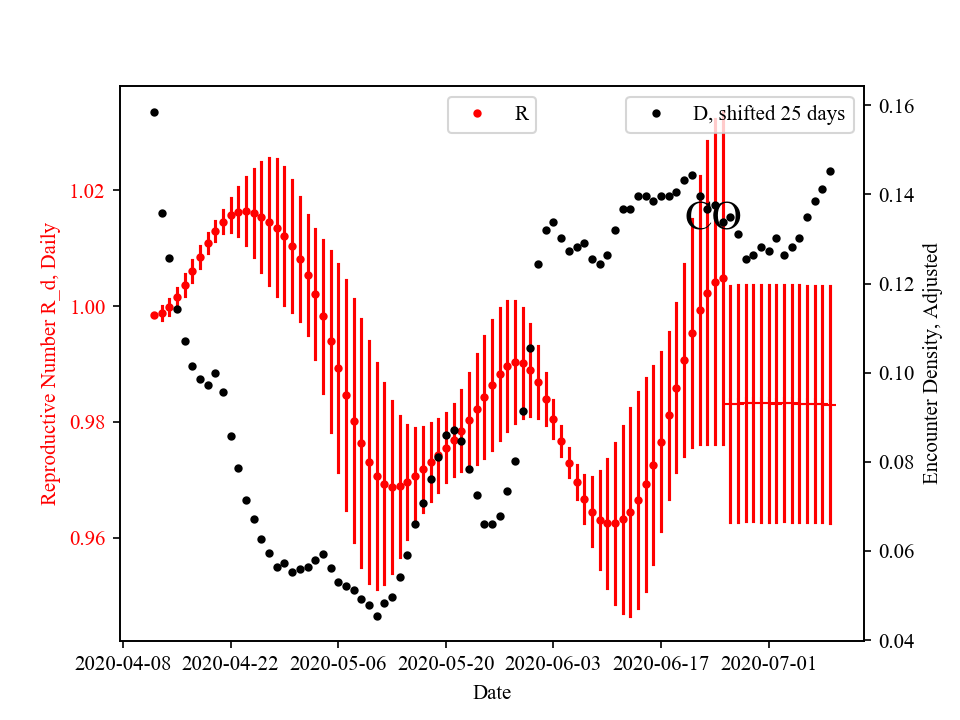 R
D, shifted 25 days
CO
Reproductive Number R_d, Daily
1.02
1.00
0.98
0.96
0.16
0.14
0.12
0.10
0.08
0.06
0.04
Encounter Density, Adjusted
2020-04-08 2020-04-22 2020-05-06 2020-05-20 2020-06-03 2020-06-17 2020-07-01
Date